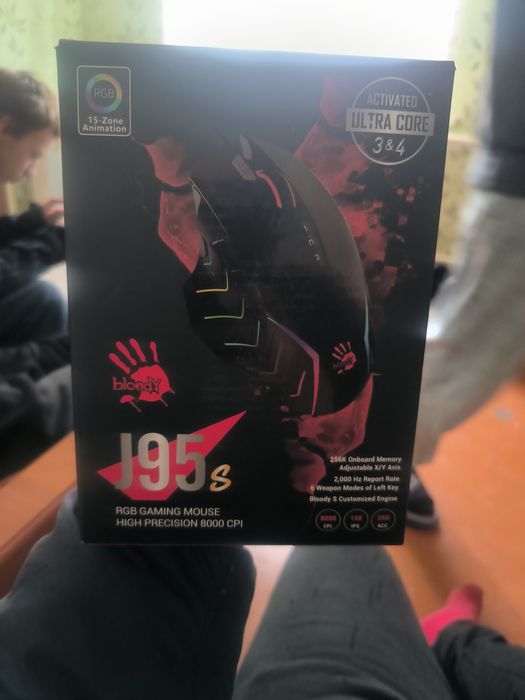 RGB
15-Zone
Animation
ACTIVATED
ULTRA CORE
3&4
bloody
J95s
RGB GAMING MOUSE
HIGH PRECISION 8000 CPI
256K Onboard Memory
Adjustable X/Y Axis
2,000 Hz Report Rate
6 Weapon Modes of Left Key
Bloody S Customized Engine
8000
CPI
150
IPS
35G
ACC